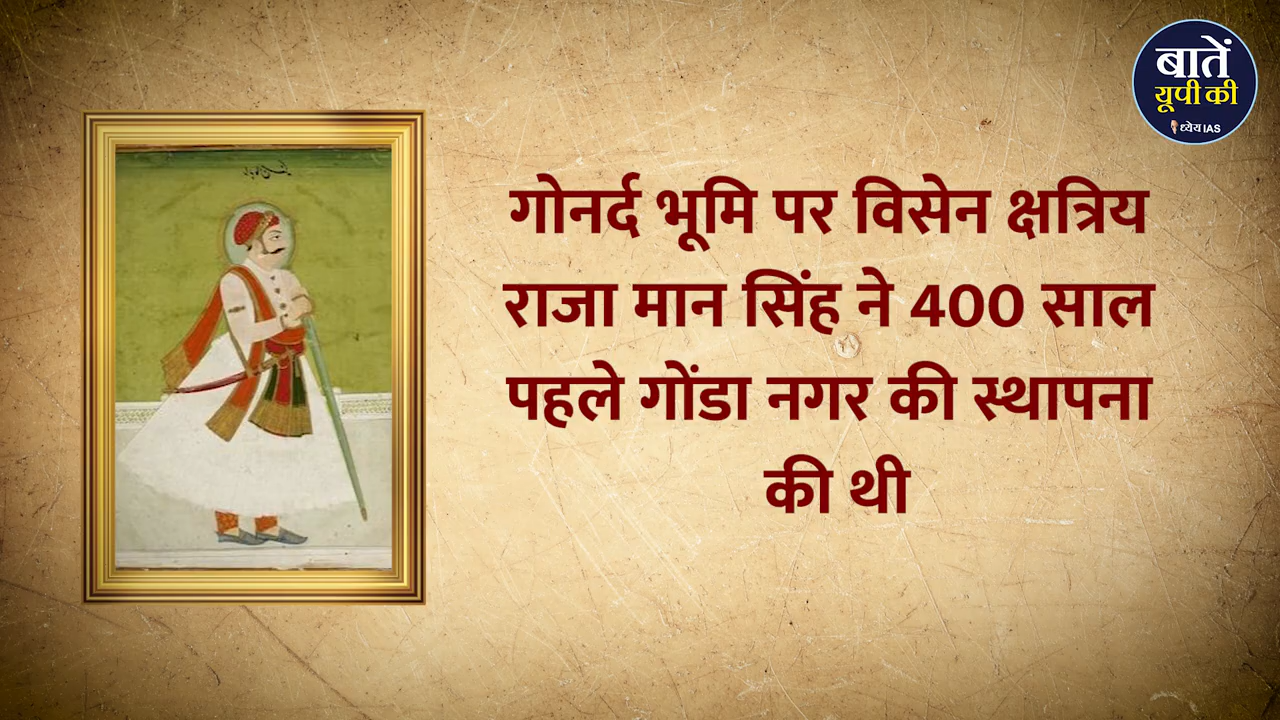 बातें
यूपी की
ध्येय IAS
गोनर्द भूमि पर विसेन क्षत्रिय
राजा मान सिंह ने 400 साल
पहले गोंडा नगर की स्थापना
की थी